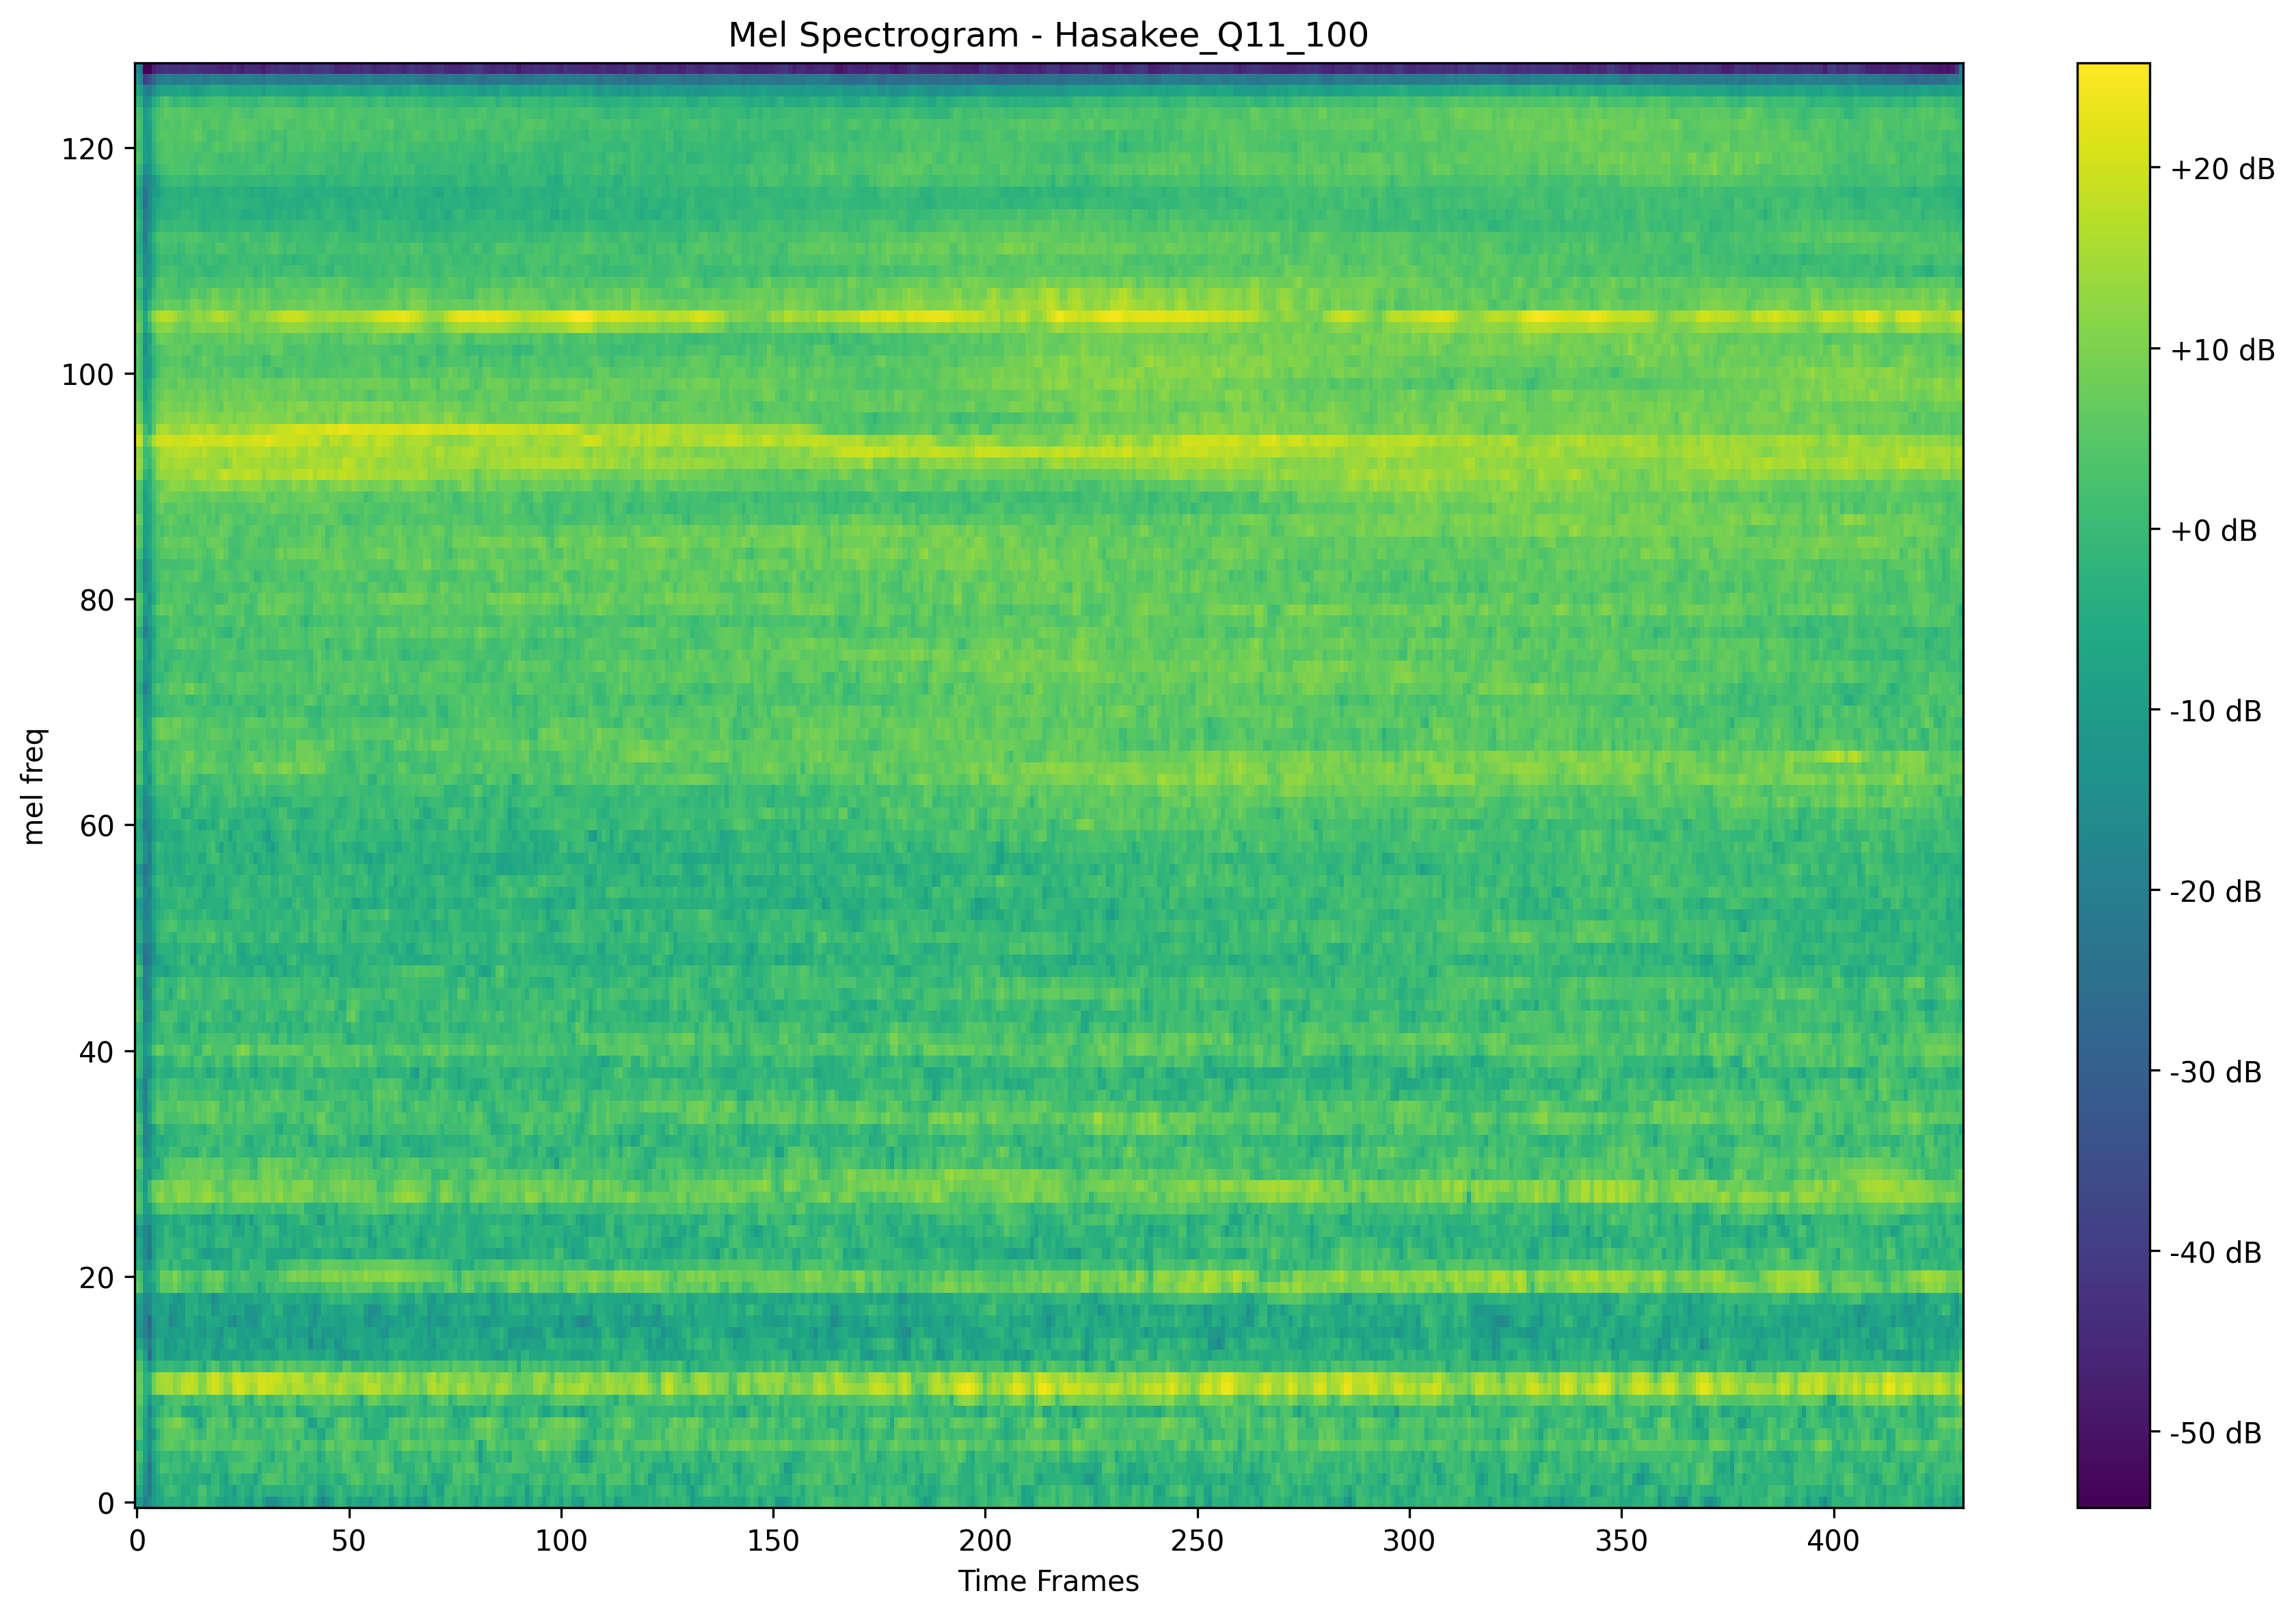 Mel Spectrogram - Hasakee_Q11_100
mel freq
120
100
80
60
40
20
0
0 50 100 150 200 250 300 350 400
Time Frames
+20 dB
+10 dB
+0 dB
-10 dB
-20 dB
-30 dB
-40 dB
-50 dB